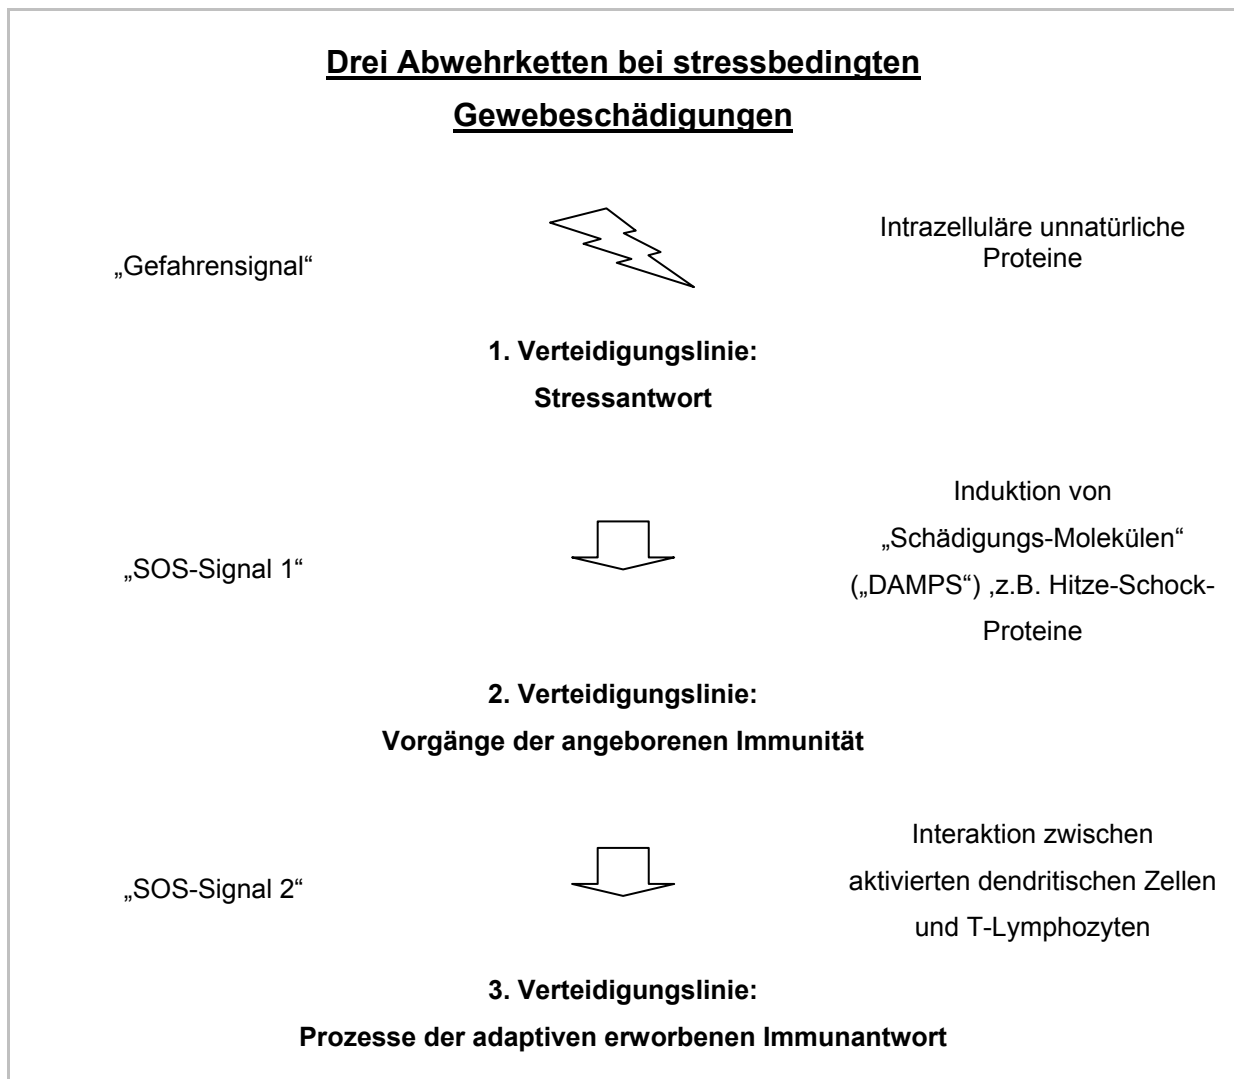 Drei Abwehrketten bei stressbedingten
Gewebeschädigungen
„Gefahrensignal“
Intrazelluläre unnatürliche
Proteine
1. Verteidigungslinie:
Stressantwort
„SOS-Signal 1“
Induktion von
„Schädigungs-Molekülen“
(„DAMPS“) ,z.B. Hitze-Schock-
Proteine
2. Verteidigungslinie:
Vorgänge der angeborenen Immunität
„SOS-Signal 2“
Interaktion zwischen
aktivierten dendritischen Zellen
und T-Lymphozyten
3. Verteidigungslinie:
Prozesse der adaptiven erworbenen Immunantwort